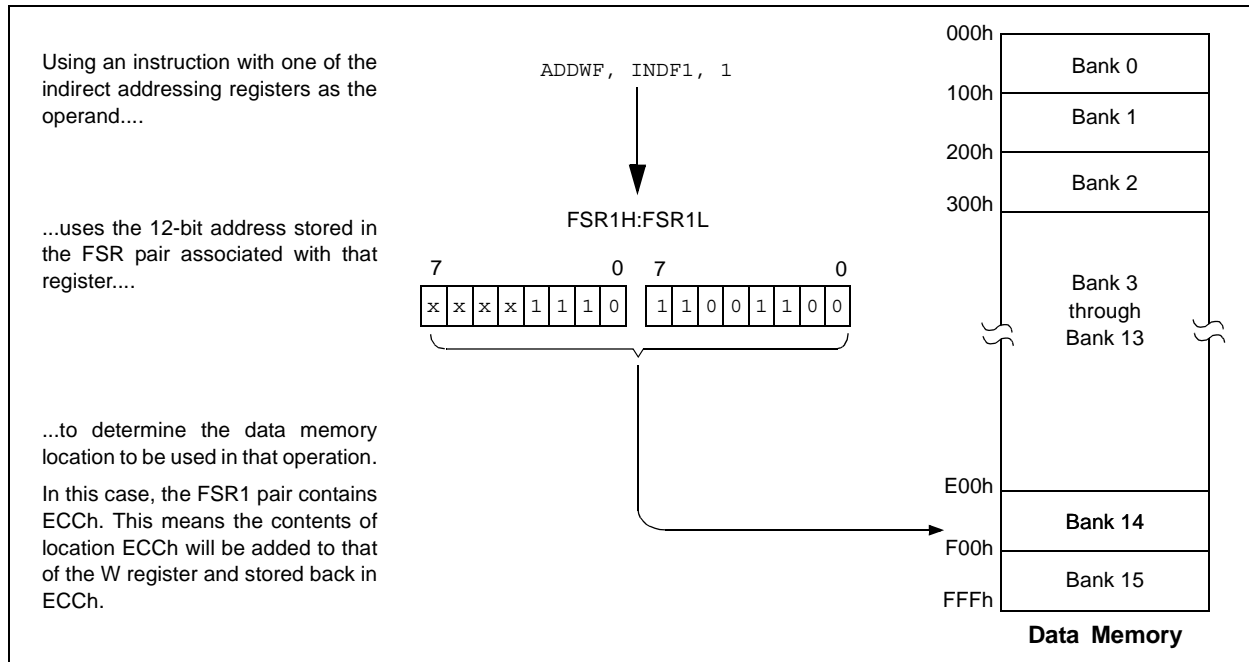 Using an instruction with one of the
indirect addressing registers as the
operand....
ADDWF, INDF1, 1
...uses the 12-bit address stored in
the FSR pair associated with that
register....
FSR1H:FSR1L
7 0 7 0
x x x x 1 1 1 0 1 1 0 0 1 1 0 0
...to determine the data memory
location to be used in that operation.
In this case, the FSR1 pair contains
ECCh. This means the contents of
location ECCh will be added to that
of the W register and stored back in
ECCh.
000h
Bank 0
100h
Bank 1
200h
Bank 2
300h
Bank 3
through
Bank 13
E00h
Bank 14
F00h
Bank 15
FFFh
Data Memory